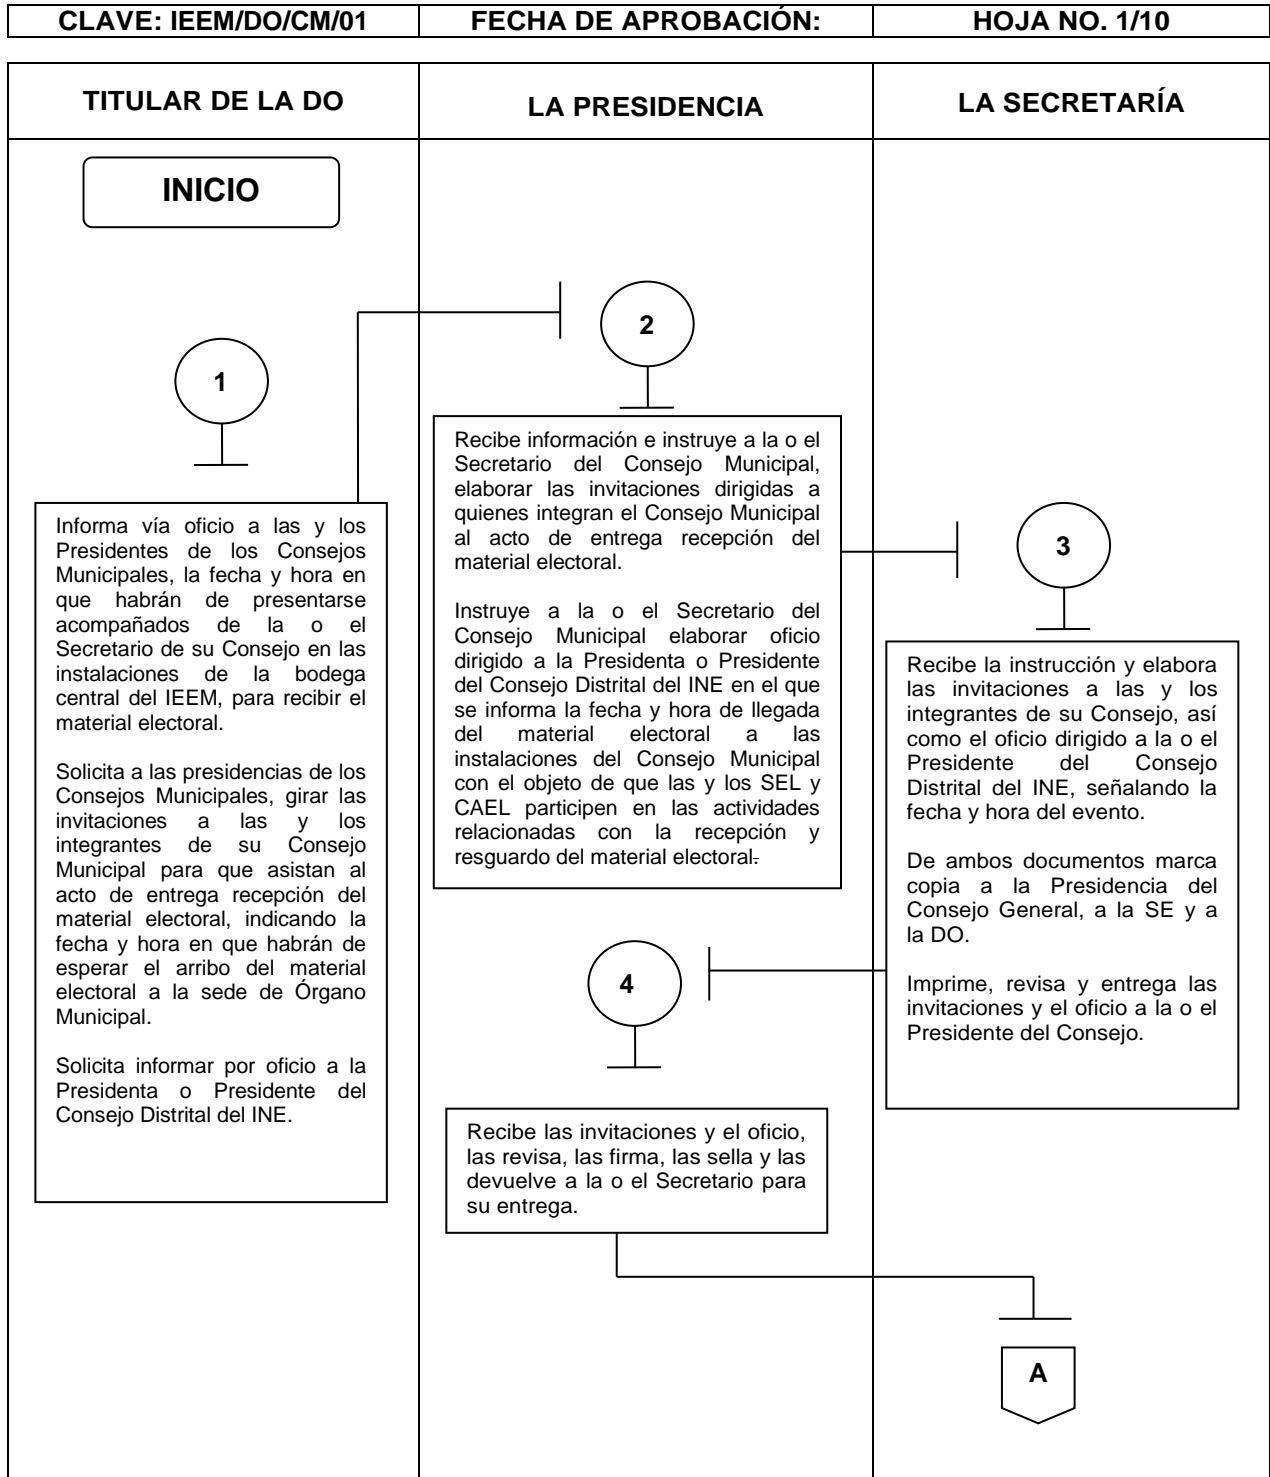 CLAVE: IEEM/DO/CM/01 FECHA DE APROBACIÓN: HOJA NO. 1/10
TITULAR DE LA DO
LA PRESIDENCIA
LA SECRETARÍA
INICIO
1
Informa vía oficio a las y los
Presidentes de los Consejos
Municipales, la fecha y hora en
que habrán de presentarse
acompañados de la o el
Secretario de su Consejo en las
instalaciones de la bodega
central del IEEM, para recibir el
material electoral.
Solicita a las presidencias de los
Consejos Municipales, girar las
invitaciones a las y los
integrantes de su Consejo
Municipal para que asistan al
acto de entrega recepción del
material electoral, indicando la
fecha y hora en que habrán de
esperar el arribo del material
electoral a la sede de Órgano
Municipal.
Solicita informar por oficio a la
Presidenta o Presidente del
Consejo Distrital del INE.
2
Recibe información e instruye a la o el
Secretario del Consejo Municipal,
elaborar las invitaciones dirigidas a
quienes integran el Consejo Municipal
al acto de entrega recepción del
material electoral.
Instruye a la o el Secretario del
Consejo Municipal elaborar oficio
dirigido a la Presidenta o Presidente
del Consejo Distrital del INE en el que
se informa la fecha y hora de llegada
del material electoral a las
instalaciones del Consejo Municipal
con el objeto de que las y los SEL y
CAEL participen en las actividades
relacionadas con la recepción y
resguardo del material electoral.
3
Recibe la instrucción y elabora
las invitaciones a las y los
integrantes de su Consejo, así
como el oficio dirigido a la o el
Presidente del Consejo
Distrital del INE, señalando la
fecha y hora del evento.
De ambos documentos marca
copia a la Presidencia del
Consejo General, a la SE y a
la DO.
Imprime, revisa y entrega las
invitaciones y el oficio a la o el
Presidente del Consejo.
4
Recibe las invitaciones y el oficio,
las revisa, las firma, las sella y las
devuelve a la o el Secretario para
su entrega.
A